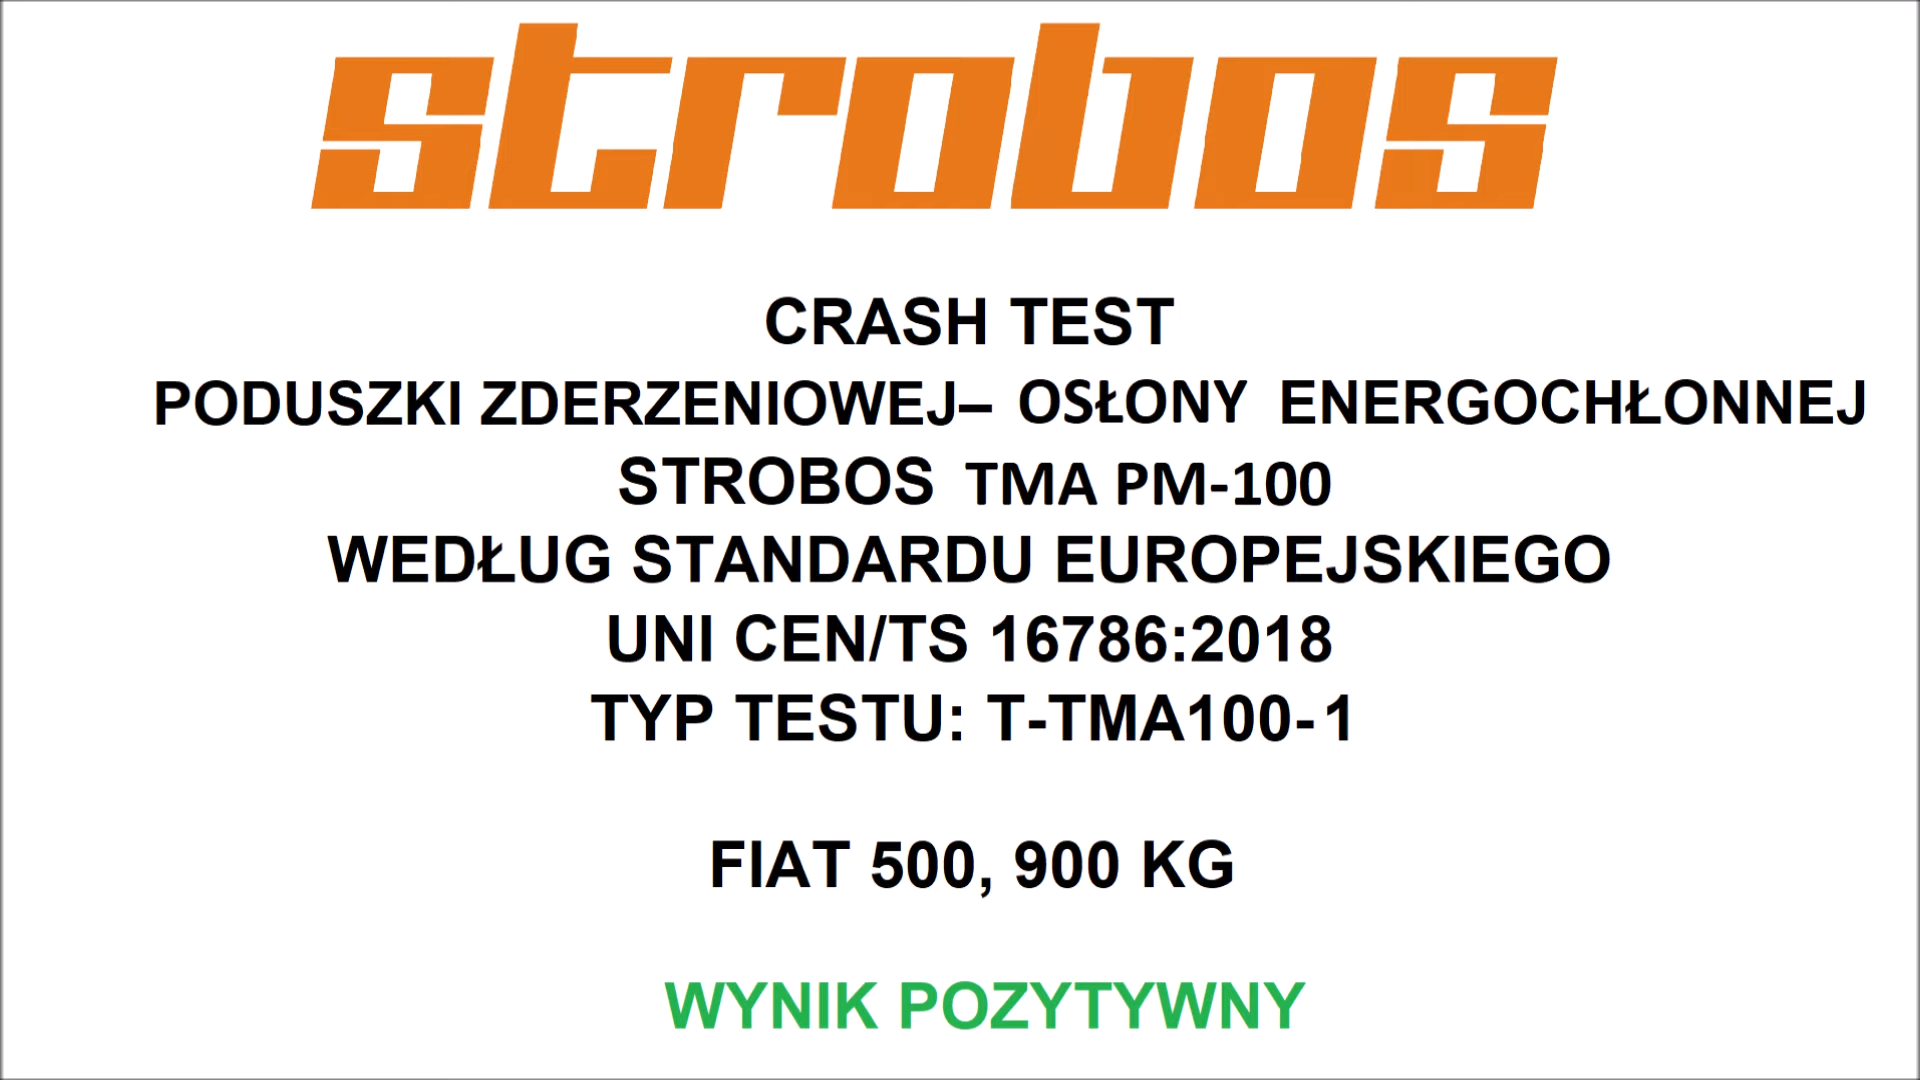 strobos
CRASH TEST
PODUSZKI ZDERZENIOWEJ– OSŁONY ENERGOCHŁONNEJ
STROBOS TMA PM-100
WEDŁUG STANDARDU EUROPEJSKIEGO
UNI CEN/TS 16786:2018
TYP TESTU: T-TMA100-1
FIAT 500, 900 KG
WYNIK POZYTYWNY